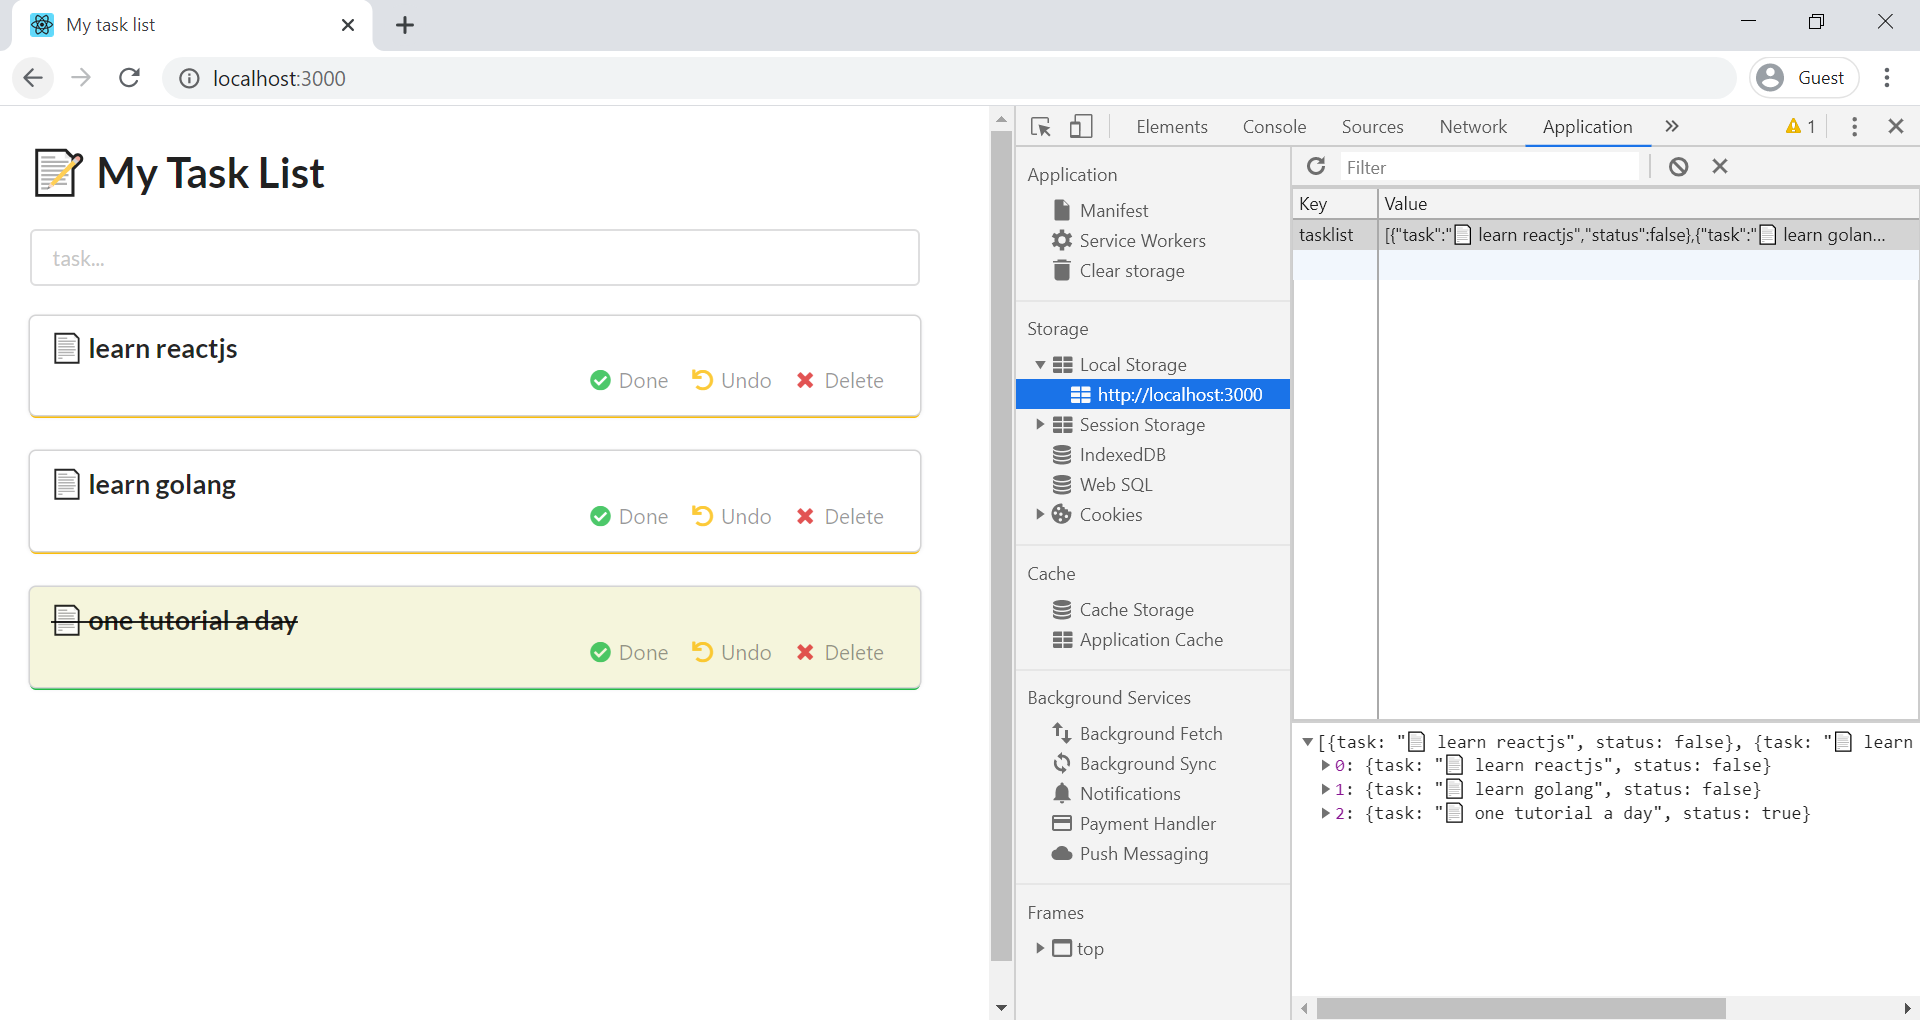 My task list
localhost:3000
Guest
📝 My Task List
task...
📄 learn reactjs
Done Undo Delete
📄 learn golang
Done Undo Delete
📄 one tutorial a day
Done Undo Delete
Elements Console Sources Network Application » 1
Application
Manifest
Service Workers
Clear storage
Storage
Local Storage
http://localhost:3000
Session Storage
IndexedDB
Web SQL
Cookies
Cache
Cache Storage
Application Cache
Background Services
Background Fetch
Background Sync
Notifications
Payment Handler
Push Messaging
Frames
top
Filter
Key Value
tasklist [{"task":"📄 learn reactjs","status":false},{"task":"📄 learn golan...
[{task: "📄 learn reactjs", status: false}, {task: "📄 learn
0: {task: "📄 learn reactjs", status: false}
1: {task: "📄 learn golang", status: false}
2: {task: "📄 one tutorial a day", status: true}